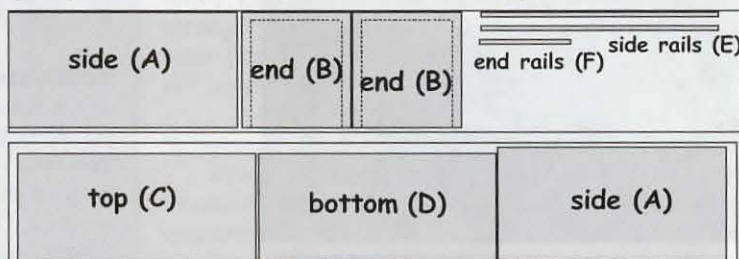 side (A)
end (B)
end (B)
side rails (E)
end rails (F)
top (C)
bottom (D)
side (A)